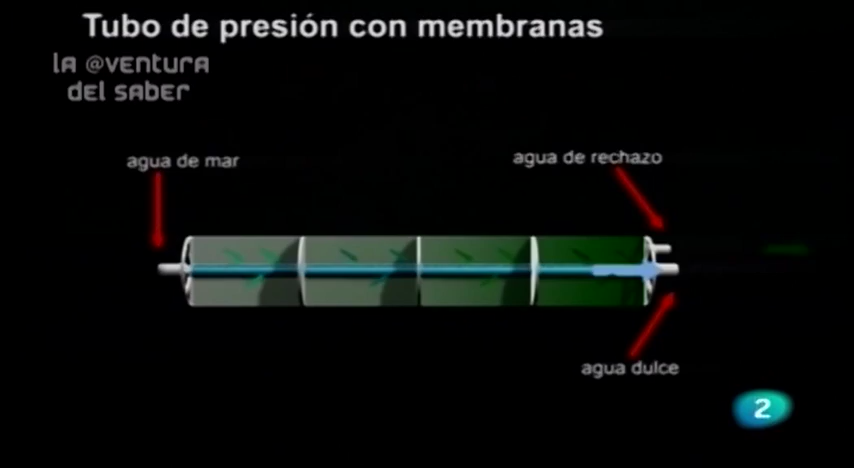 Tubo de presión con membranas
la @ventura
del saber
agua de mar
agua de rechazo
agua dulce
2